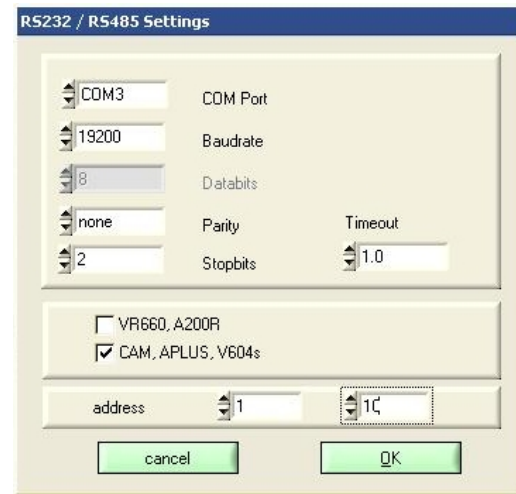 RS232 / RS485 Settings
COM3 COM Port
19200 Baudrate
8 Databits
none Parity Timeout
2 Stopbits 1.0
VR660, A200R
CAM, APLUS, V604s
address 1
cancel OK